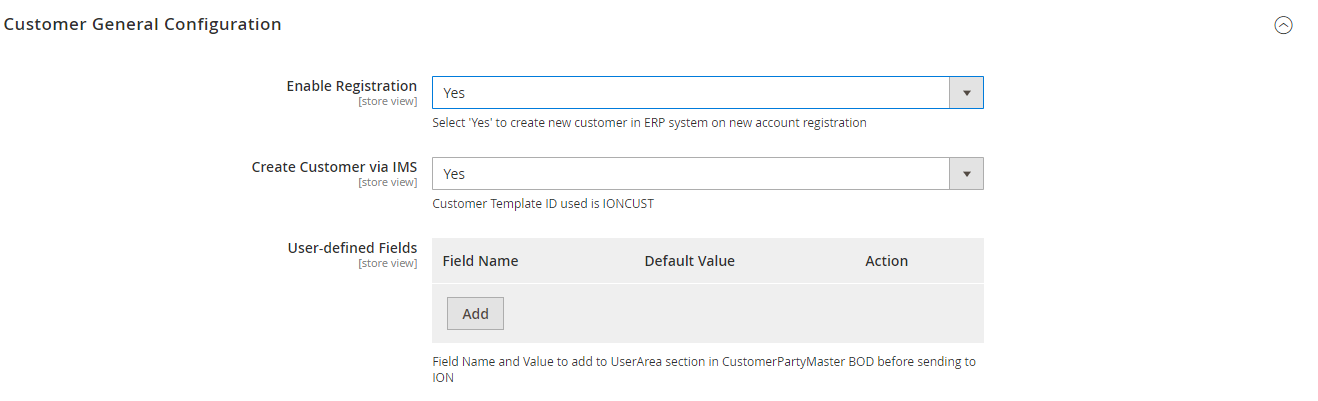 Customer General Configuration
Enable Registration
[store view]
Yes
Select 'Yes' to create new customer in ERP system on new account registration
Create Customer via IMS
[store view]
Yes
Customer Template ID used is IONCUST
User-defined Fields
[store view]
Field Name Default Value Action
Add
Field Name and Value to add to UserArea section in CustomerPartyMaster BOD before sending to
ION